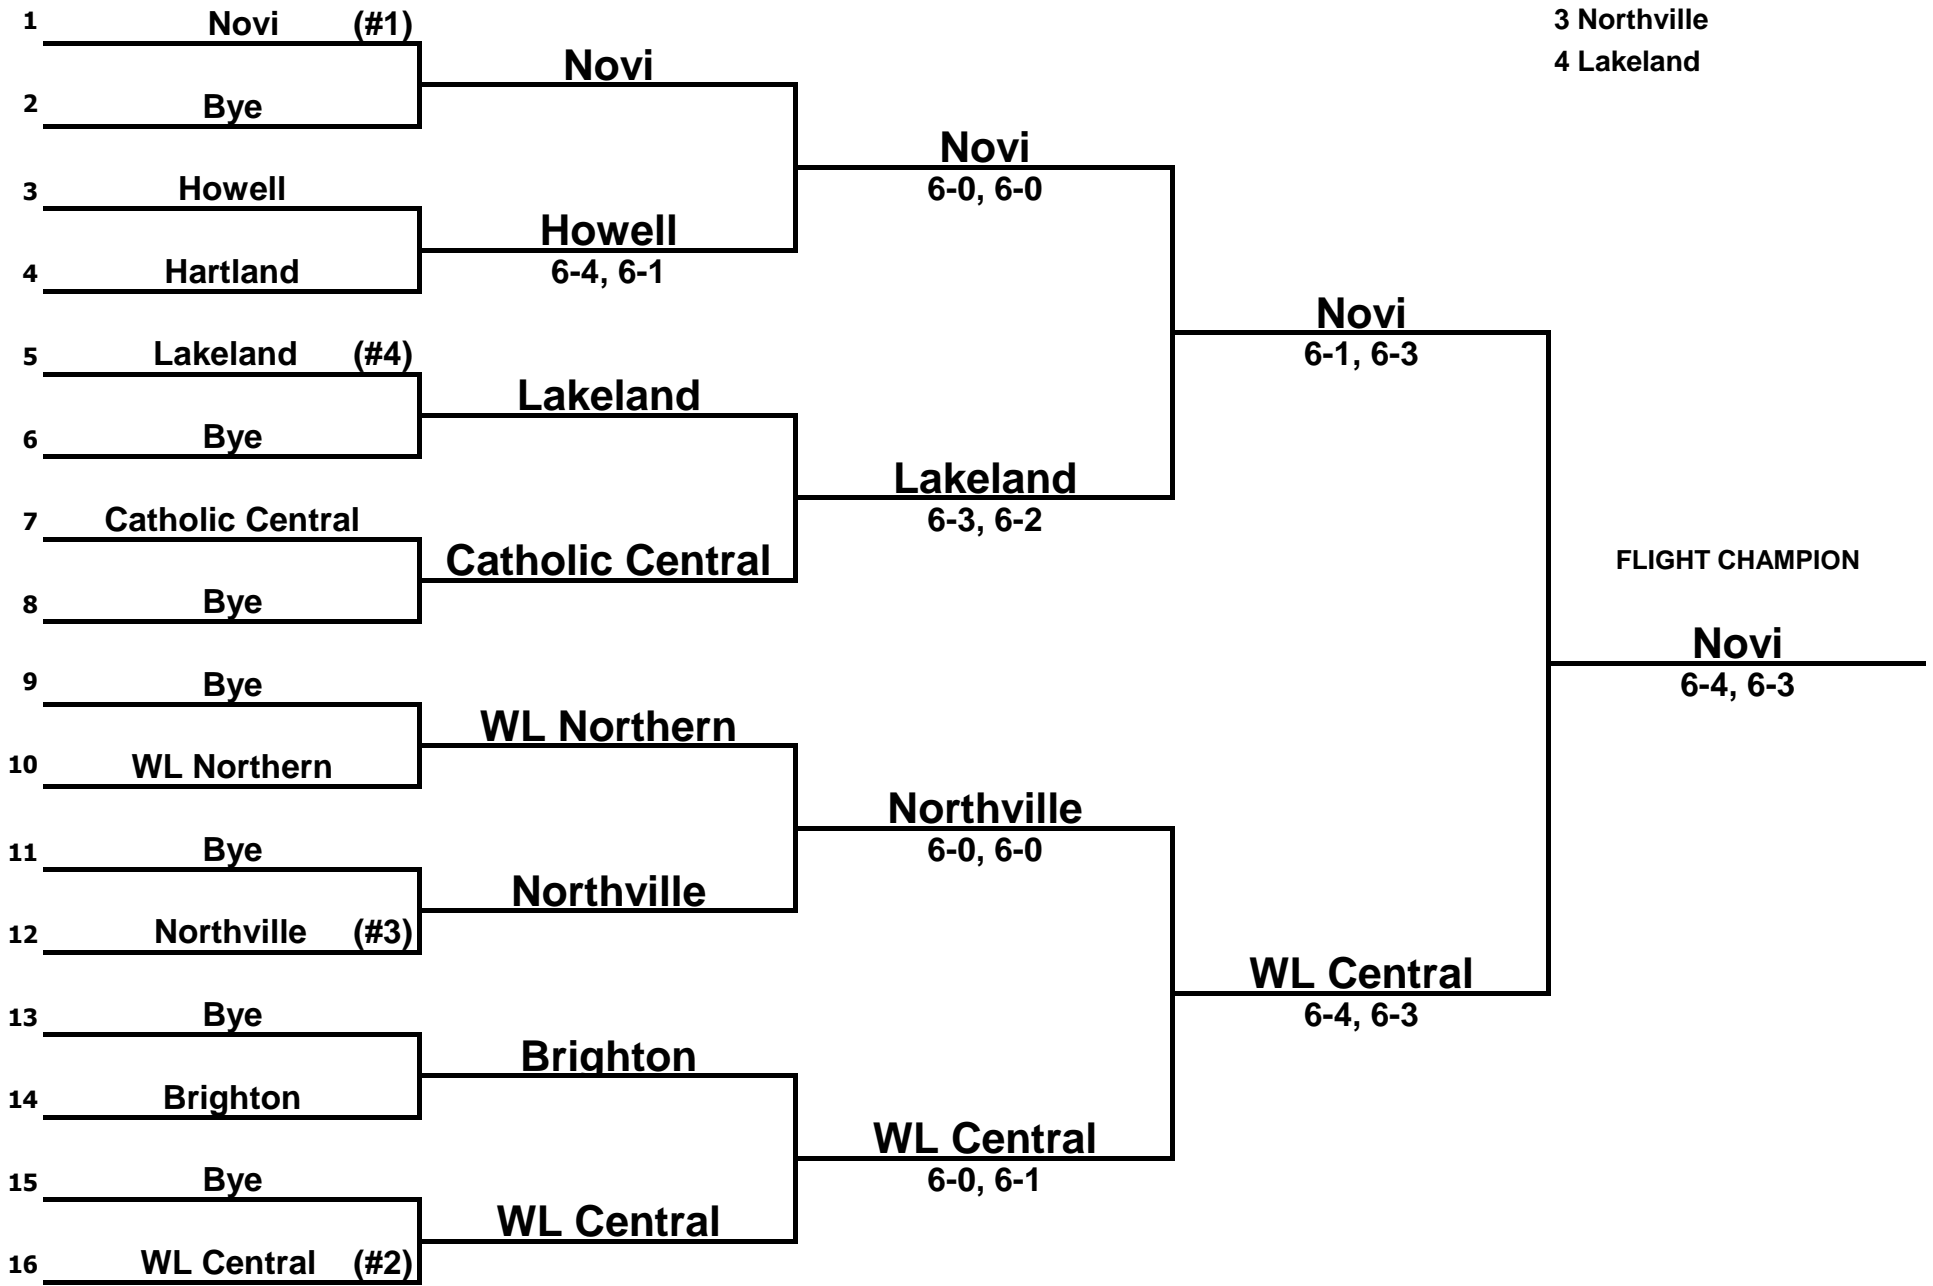 1 Novi (#1)
3 Northville
Novi
4 Lakeland
2 Bye
Novi
6-0, 6-0
3 Howell
Howell
6-4, 6-1
4 Hartland
Novi
6-1, 6-3
5 Lakeland (#4)
Lakeland
6 Bye
Lakeland
6-3, 6-2
7 Catholic Central
Catholic Central
FLIGHT CHAMPION
8 Bye
Novi
6-4, 6-3
9 Bye
WL Northern
10 WL Northern
Northville
6-0, 6-0
11 Bye
Northville
12 Northville (#3)
WL Central
6-4, 6-3
13 Bye
Brighton
14 Brighton
WL Central
6-0, 6-1
15 Bye
WL Central
16 WL Central (#2)